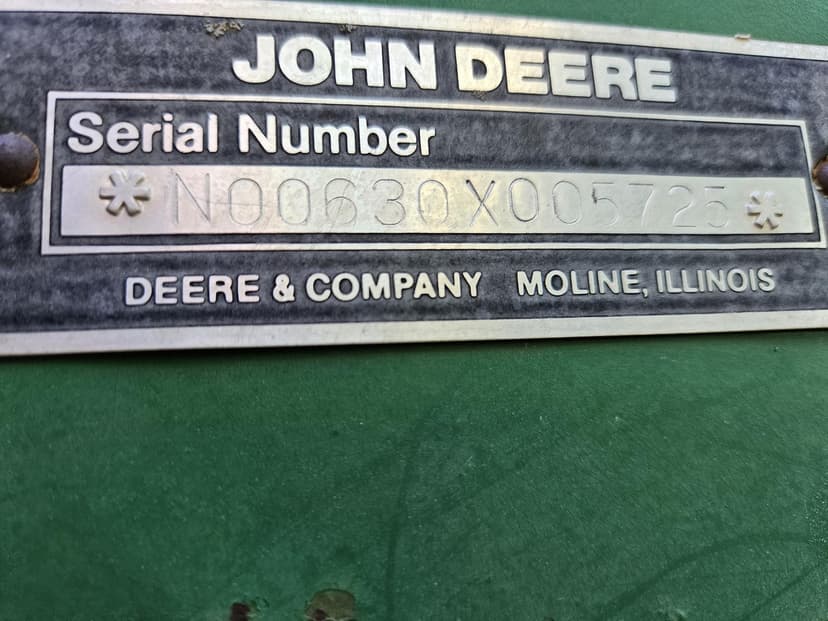 JOHN DEERE
Serial Number
*N00630X005725*
DEERE & COMPANY MOLINE, ILLINOIS